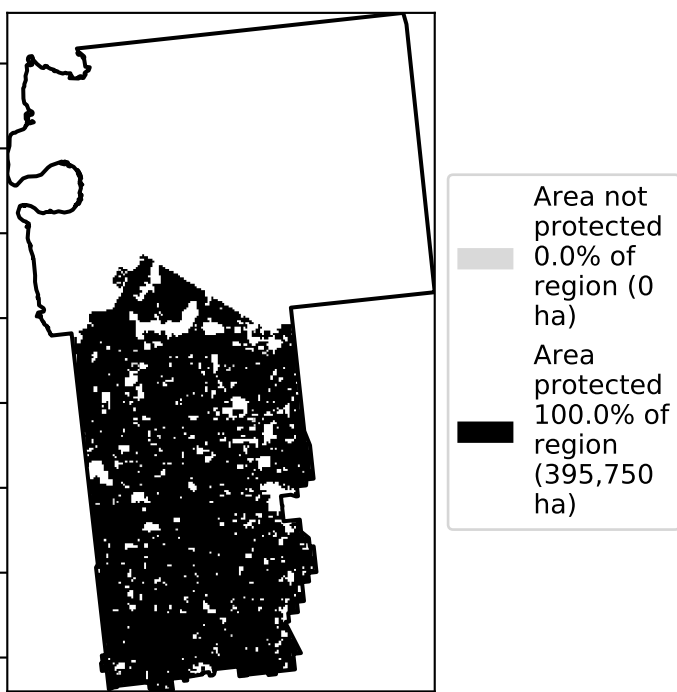 Area not
protected
0.0% of
region (0
ha)
Area
protected
100.0% of
region
(395,750
ha)